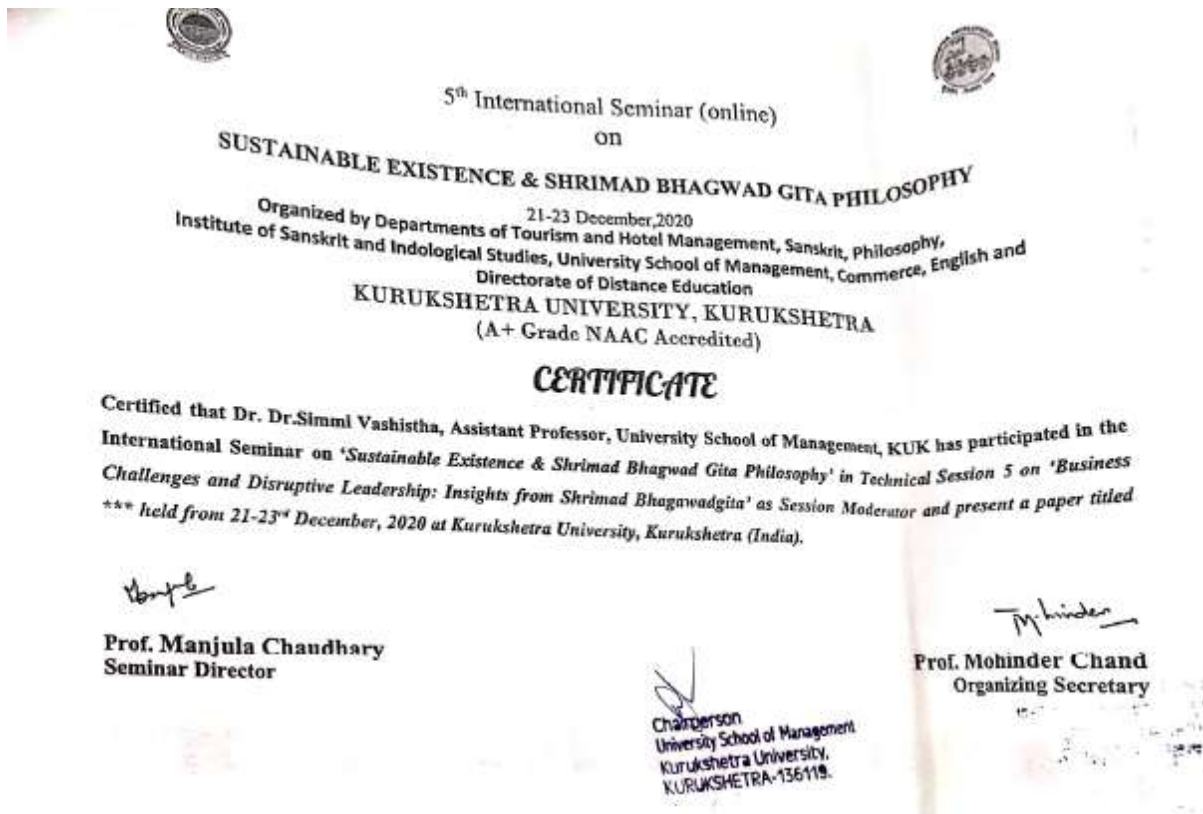 5th International Seminar (online)
on
SUSTAINABLE EXISTENCE & SHRIMAD BHAGWAD GITA PHILOSOPHY
21-23 December,2020
Organized by Departments of Tourism and Hotel Management, Sanskrit, Philosophy,
Institute of Sanskrit and Indological Studies, University School of Management, Commerce, English and
Directorate of Distance Education
KURUKSHETRA UNIVERSITY, KURUKSHETRA
(A+ Grade NAAC Accredited)
CERTIFICATE
Certified that Dr. Dr.Simmi Vashistha, Assistant Professor, University School of Management, KUK has participated in the
International Seminar on ‘Sustainable Existence & Shrimad Bhagwad Gita Philosophy’ in Technical Session 5 on ‘Business
Challenges and Disruptive Leadership: Insights from Shrimad Bhagawadgita’ as Session Moderator and present a paper titled
*** held from 21-23rd December, 2020 at Kurukshetra University, Kurukshetra (India).
Prof. Manjula Chaudhary
Seminar Director
Prof. Mohinder Chand
Organizing Secretary
Chairperson
University School of Management
Kurukshetra University,
KURUKSHETRA-136119.